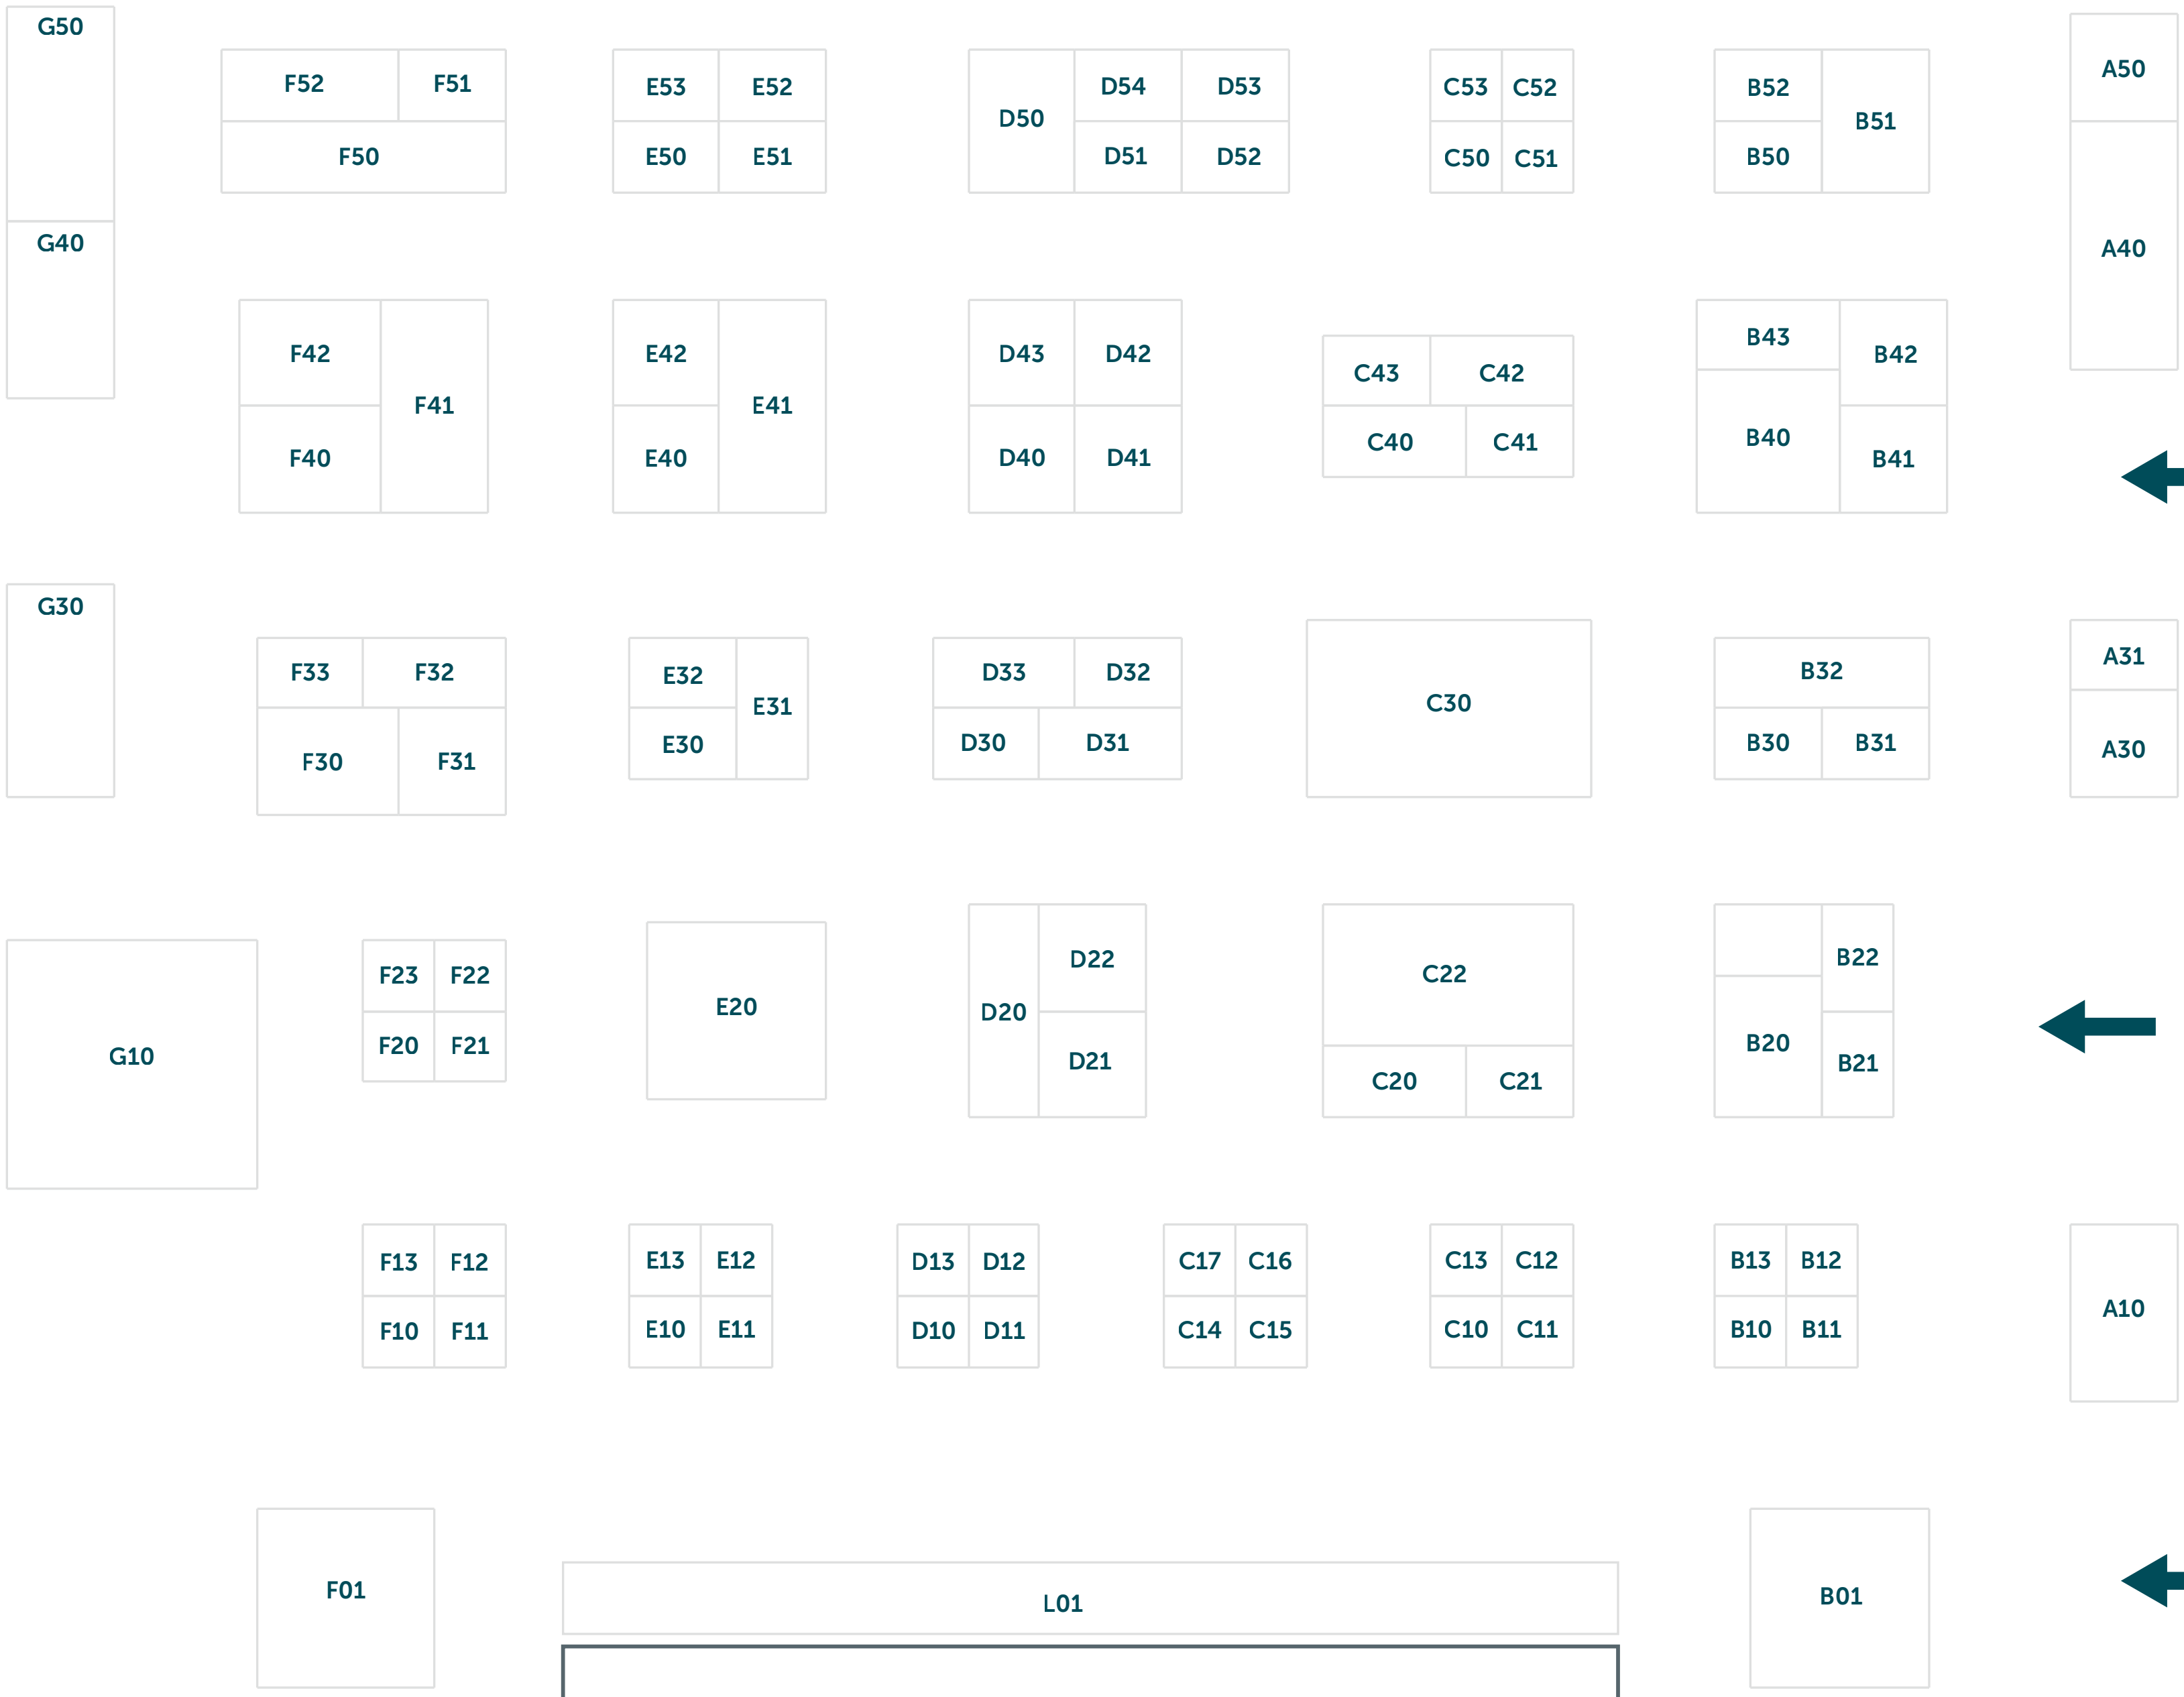 G50
F52 F51 E53 E52 D50 D54 D53 C53 C52 B52 B51 A50
F50 E50 E51 D51 D52 C50 C51 B50
G40 A40
F42 F41 E42 E41 D43 D42 C43 C42 B43 B42
F40 E40 D40 D41 C40 C41 B40 B41
G30
F33 F32 E32 E31 D33 D32 C30 B32 A31
F30 F31 E30 D30 D31 B30 B31 A30
G10 F23 F22 E20 D20 D22 C22 B22
F20 F21 D21 C20 C21 B20 B21
F13 F12 E13 E12 D13 D12 C17 C16 C13 C12 B13 B12 A10
F10 F11 E10 E11 D10 D11 C14 C15 C10 C11 B10 B11
F01 L01 B01